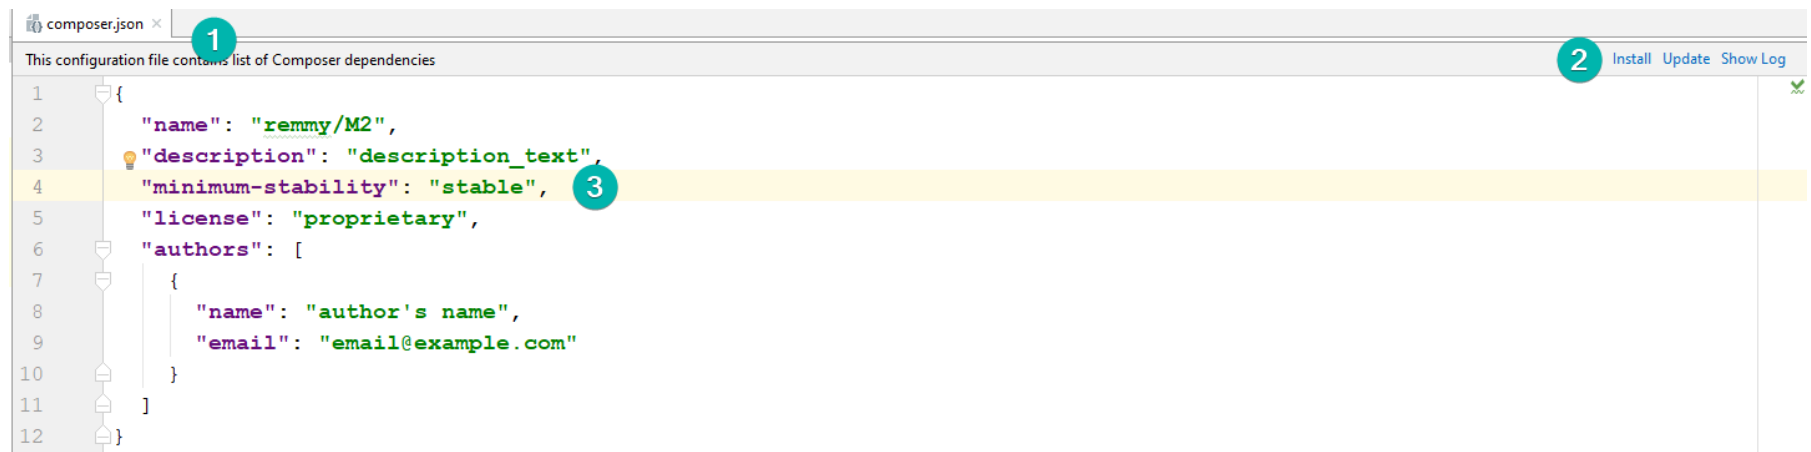 composer.json
1
This configuration file contains list of Composer dependencies
2 Install Update Show Log
1 {
2 "name": "remmy/M2",
3 "description": "description_text",
4 "minimum-stability": "stable", 3
5 "license": "proprietary",
6 "authors": [
7 {
8 "name": "author's name",
9 "email": "email@example.com"
10 }
11 ]
12 }